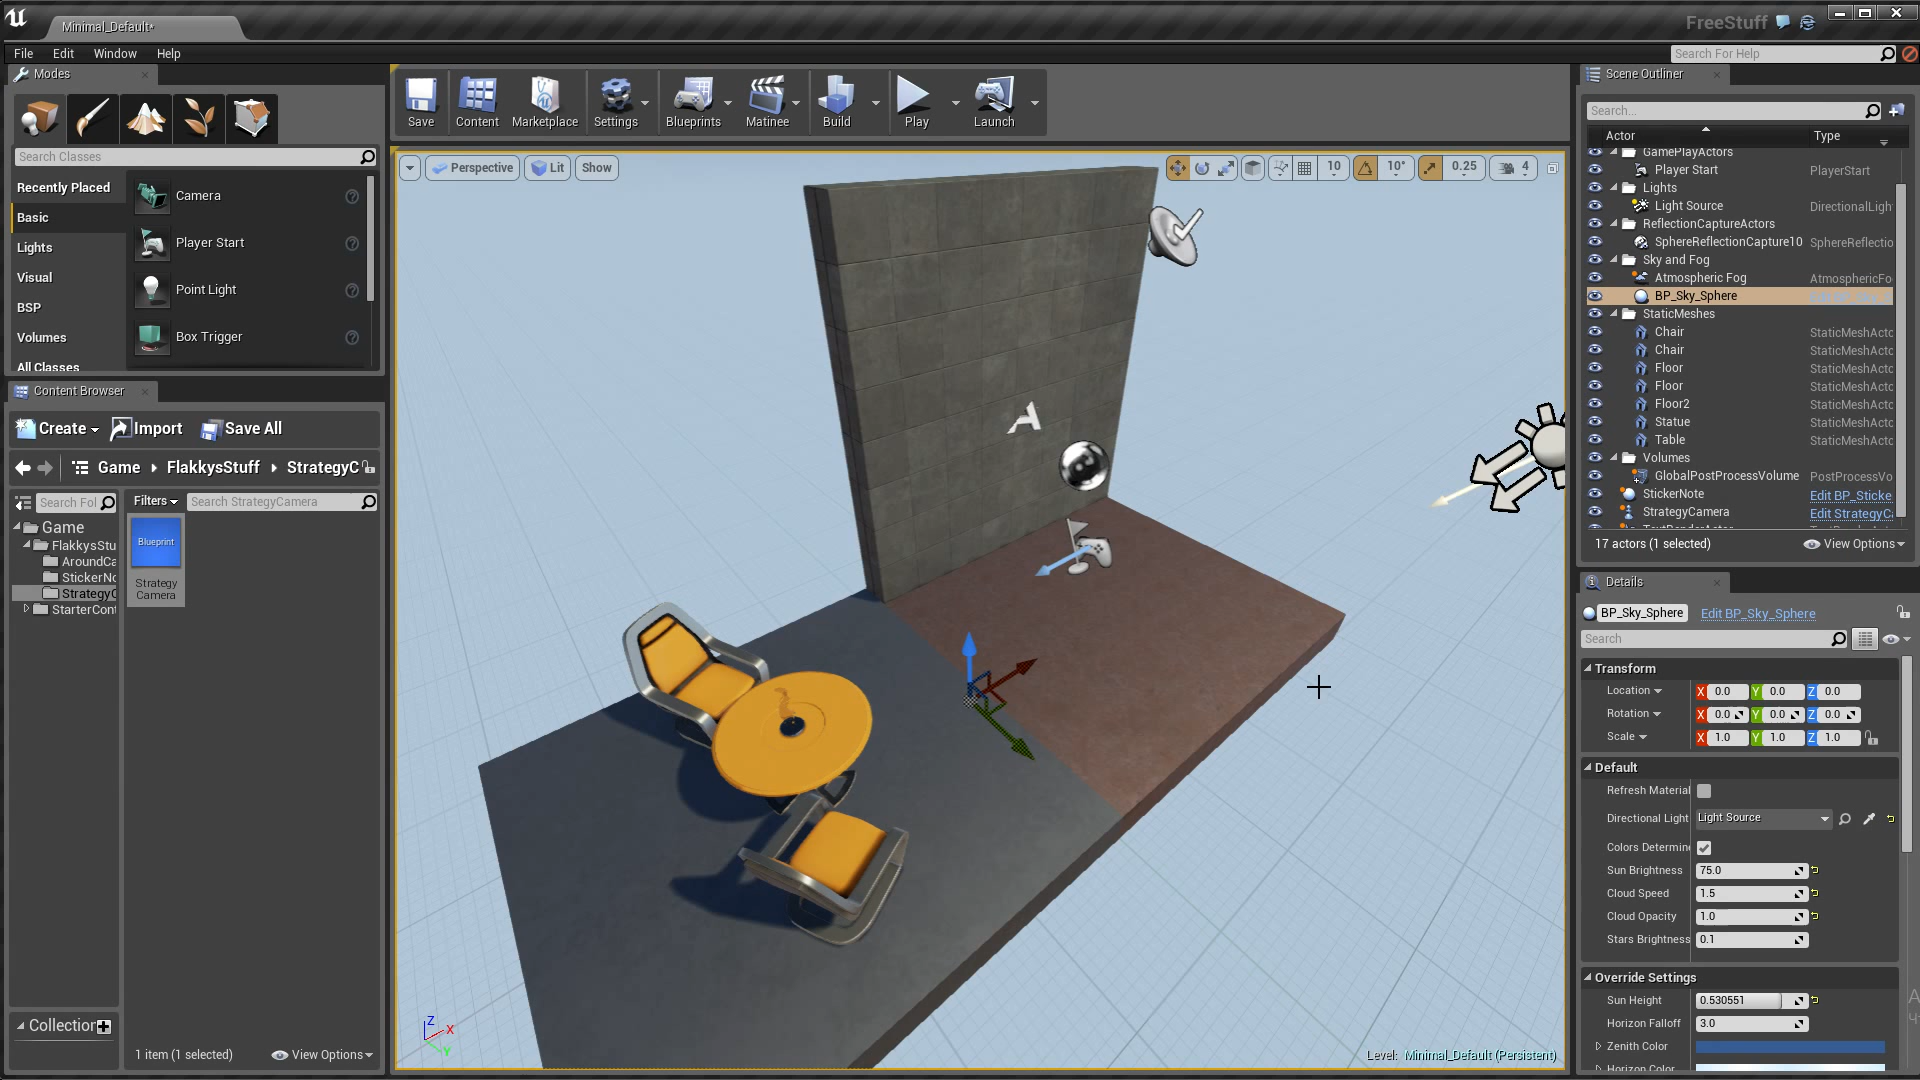 Minimal_Default*
FreeStuff
File Edit Window Help
Search For Help
Modes
Search Classes
Recently Placed
Basic
Lights
Visual
BSP
Volumes
All Classes
Camera
Player Start
Point Light
Box Trigger
Content Browser
Create Import Save All
Game FlakkysStuff StrategyC
Search Fol
Filters Search StrategyCamera
Game
FlakkysStu
AroundCa
StickerNo
StrategyC
StarterCont
Blueprint
Strategy
Camera
Collection
1 item (1 selected) View Options
Save Content Marketplace Settings Blueprints Matinee Build Play Launch
Perspective Lit Show
10 10° 0.25 4
A
Z
X
Y
Level: Minimal_Default (Persistent)
Scene Outliner
Search...
Actor Type
GamePlayActors
Player Start PlayerStart
Lights
Light Source DirectionalLigh
ReflectionCaptureActors
SphereReflectionCapture10 SphereReflectio
Sky and Fog
Atmospheric Fog AtmosphericFo
BP_Sky_Sphere
StaticMeshes
Chair StaticMeshActo
Chair StaticMeshActo
Floor StaticMeshActo
Floor StaticMeshActo
Floor2 StaticMeshActo
Statue StaticMeshActo
Table StaticMeshActo
Volumes
GlobalPostProcessVolume PostProcessVo
StickerNote Edit BP_Sticke
StrategyCamera Edit StrategyCa
17 actors (1 selected) View Options
Details
BP_Sky_Sphere Edit BP_Sky_Sphere
Search
Transform
Location X 0.0 Y 0.0 Z 0.0
Rotation X 0.0 Y 0.0 Z 0.0
Scale X 1.0 Y 1.0 Z 1.0
Default
Refresh Material
Directional Light Light Source
Colors Determine
Sun Brightness 75.0
Cloud Speed 1.5
Cloud Opacity 1.0
Stars Brightness 0.1
Override Settings
Sun Height 0.530551
Horizon Falloff 3.0
Zenith Color
Horizon Color